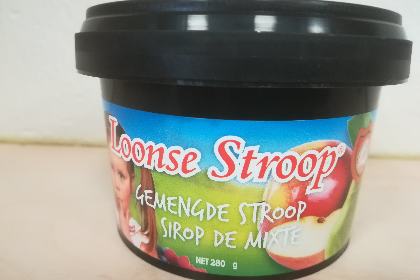 Loonse Stroop®
GEMENGDE STROOP
SIROP DE MIXTE
NET 280 g